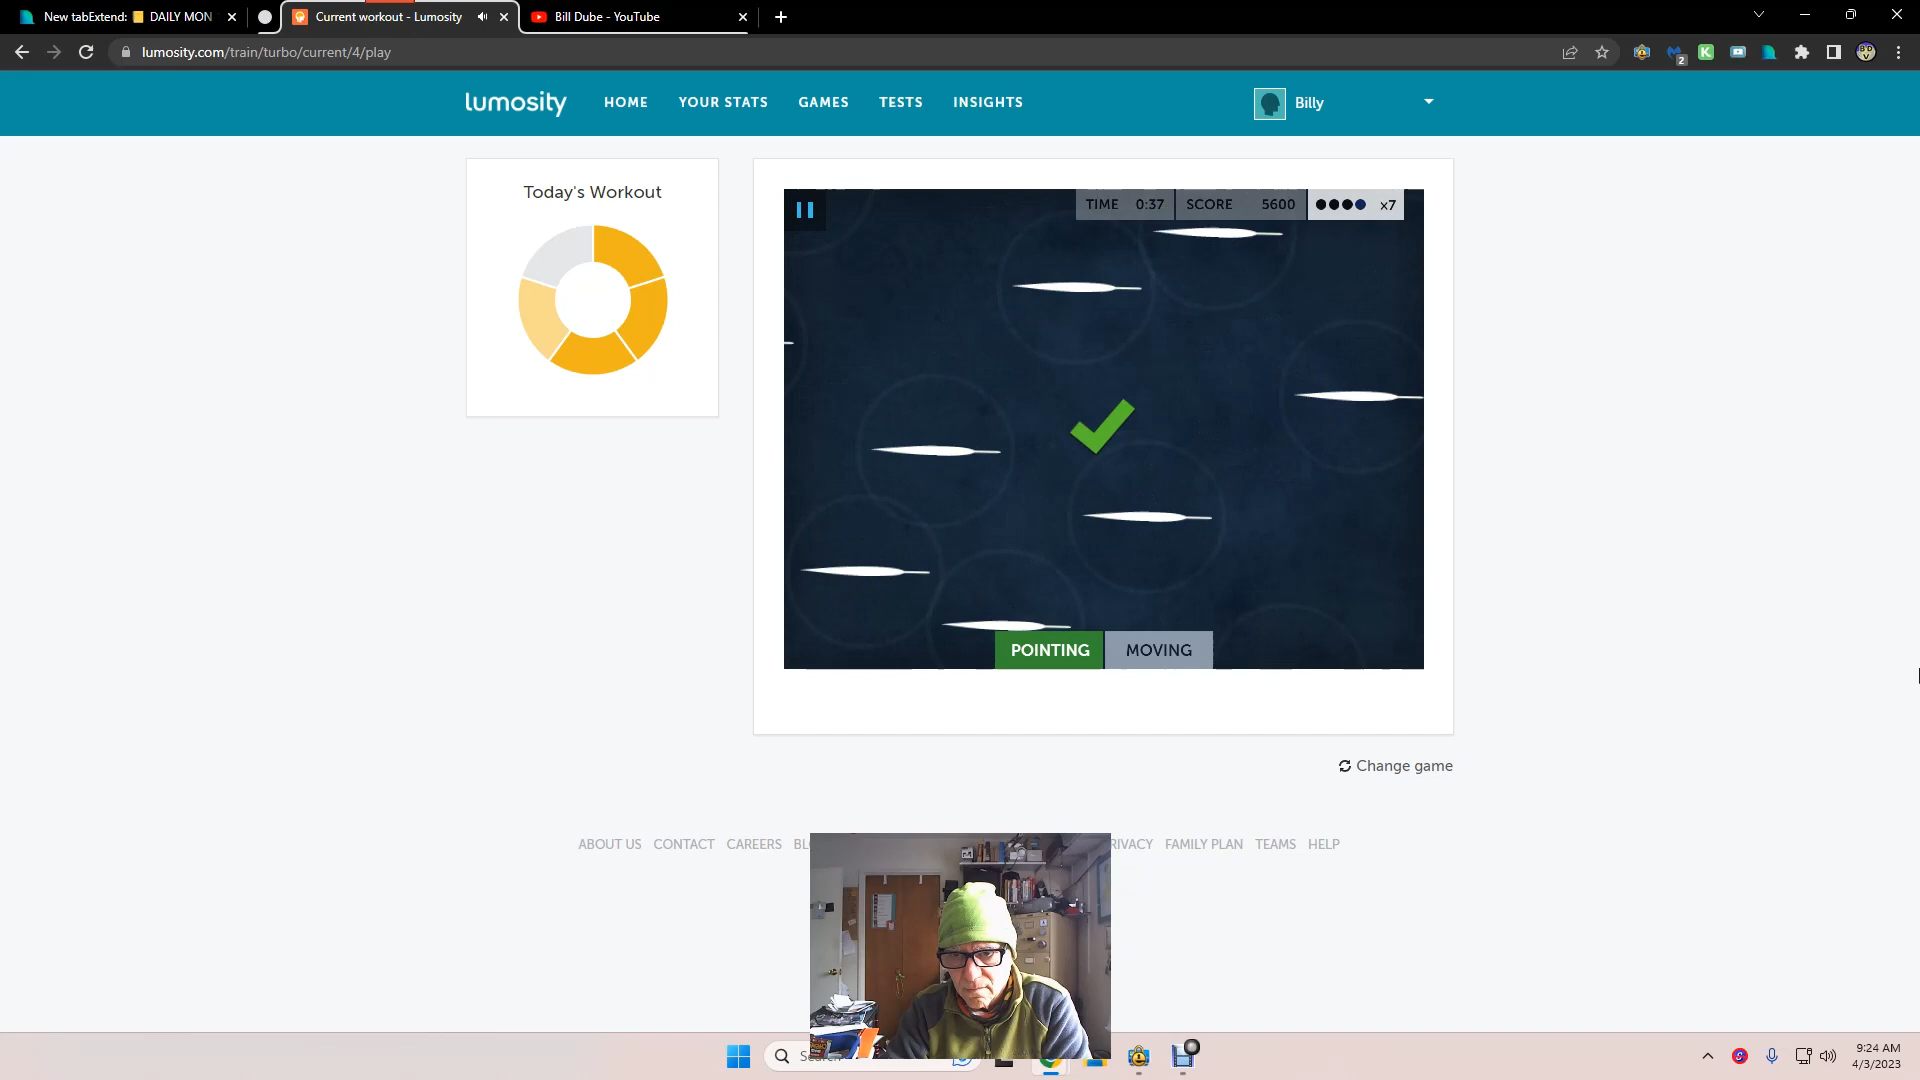 New tabExtend: DAILY MON
Current workout - Lumosity
Bill Dube - YouTube
lumosity.com/train/turbo/current/4/play
2
lumosity
HOME
YOUR STATS
GAMES
TESTS
INSIGHTS
Billy
Today's Workout
TIME 0:37
SCORE 5600
x7
POINTING
MOVING
Change game
ABOUT US
CONTACT
CAREERS
FAMILY PLAN
TEAMS
HELP
9:24 AM
4/3/2023